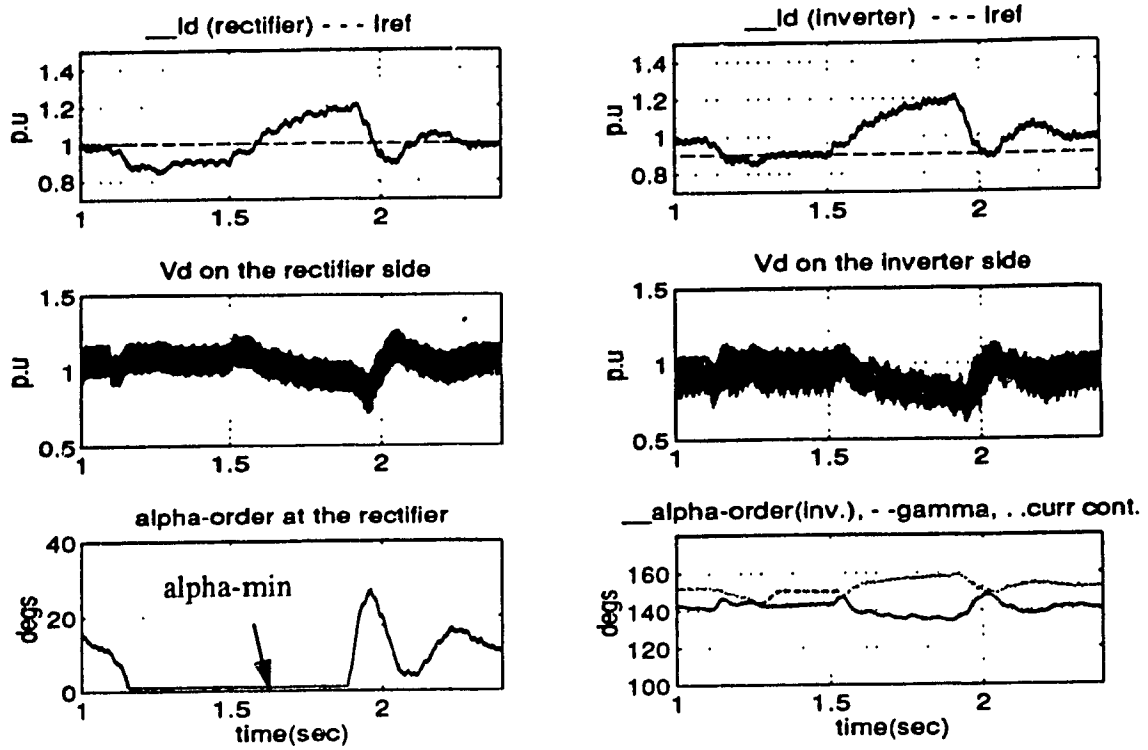 __Id (rectifier) - - - Iref
p.u
1.4
1.2
1
0.8
1
1.5
2
__Id (inverter) - - - Iref
p.u
1.4
1.2
1
0.8
1
1.5
2
Vd on the rectifier side
p.u
1.5
1
0.5
1
1.5
2
Vd on the inverter side
p.u
1.5
1
0.5
1
1.5
2
alpha-order at the rectifier
degs
40
20
0
alpha-min
1
1.5
2
time(sec)
__alpha-order(inv.), - -gamma, . .curr cont.
degs
160
140
120
100
1
1.5
2
time(sec)